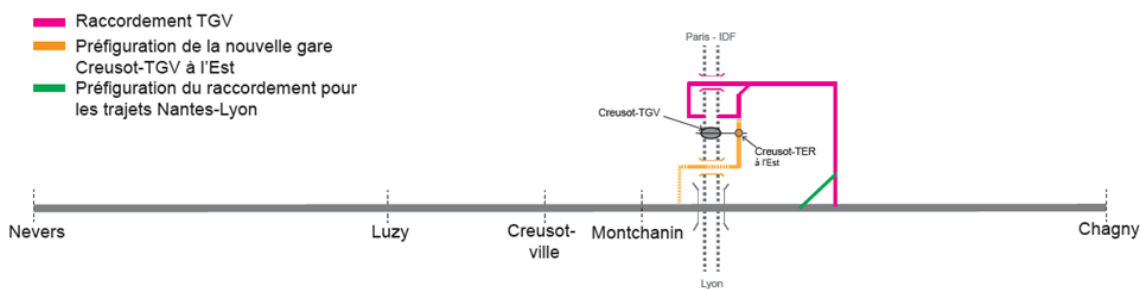 Raccordement TGV
Préfiguration de la nouvelle gare
Creusot-TGV à l'Est
Préfiguration du raccordement pour
les trajets Nantes-Lyon
Paris - IDF
Creusot-TGV
Creusot-TER
à l'Est
Nevers
Luzy
Creusot-
ville
Montchanin
Chagny
Lyon